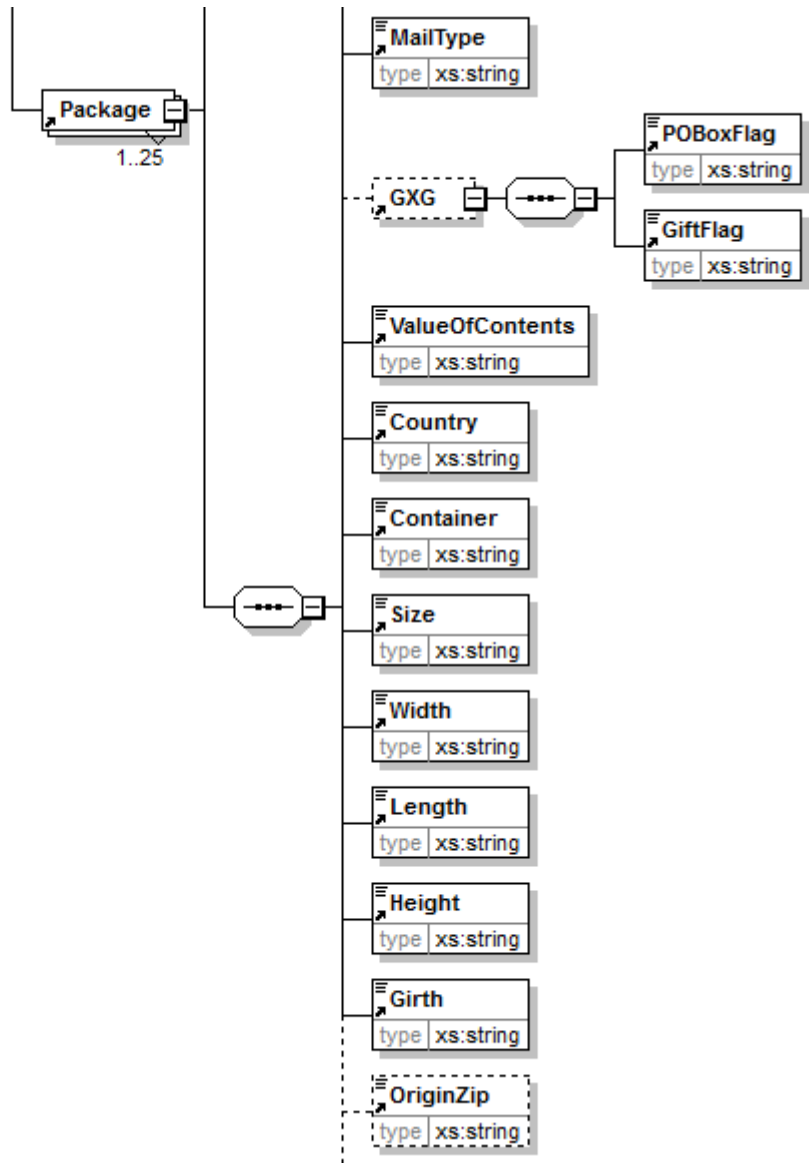 MailType
type xs:string
Package
1..25
GXG
POBoxFlag
type xs:string
GiftFlag
type xs:string
ValueOfContents
type xs:string
Country
type xs:string
Container
type xs:string
Size
type xs:string
Width
type xs:string
Length
type xs:string
Height
type xs:string
Girth
type xs:string
OriginZip
type xs:string